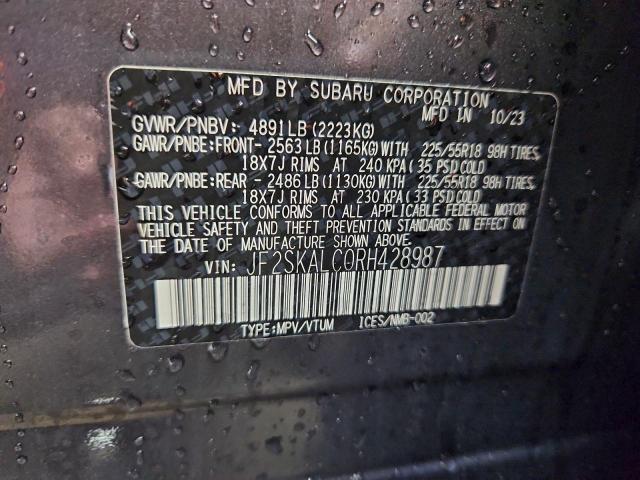 MFD BY SUBARU CORPORATION
MFD IN 10/23
GVWR/PNBV: 4891LB (2223KG)
GAWR/PNBE:FRONT- 2563 LB (1165KG) WITH 225/55R18 98H TIRES,
18X7J RIMS AT 240 KPA ( 35 PSI) COLD
GAWR/PNBE:REAR - 2486 LB (1130KG) WITH 225/55R18 98H TIRES,
18X7J RIMS AT 230 KPA ( 33 PSI) COLD
THIS VEHICLE CONFORMS TO ALL APPLICABLE FEDERAL MOTOR
VEHICLE SAFETY AND THEFT PREVENTION STANDARDS IN EFFECT ON
THE DATE OF MANUFACTURE SHOWN ABOVE.
VIN: JF2SKALC0RH428987
TYPE:MPV/VTUM ICES/NMB-002